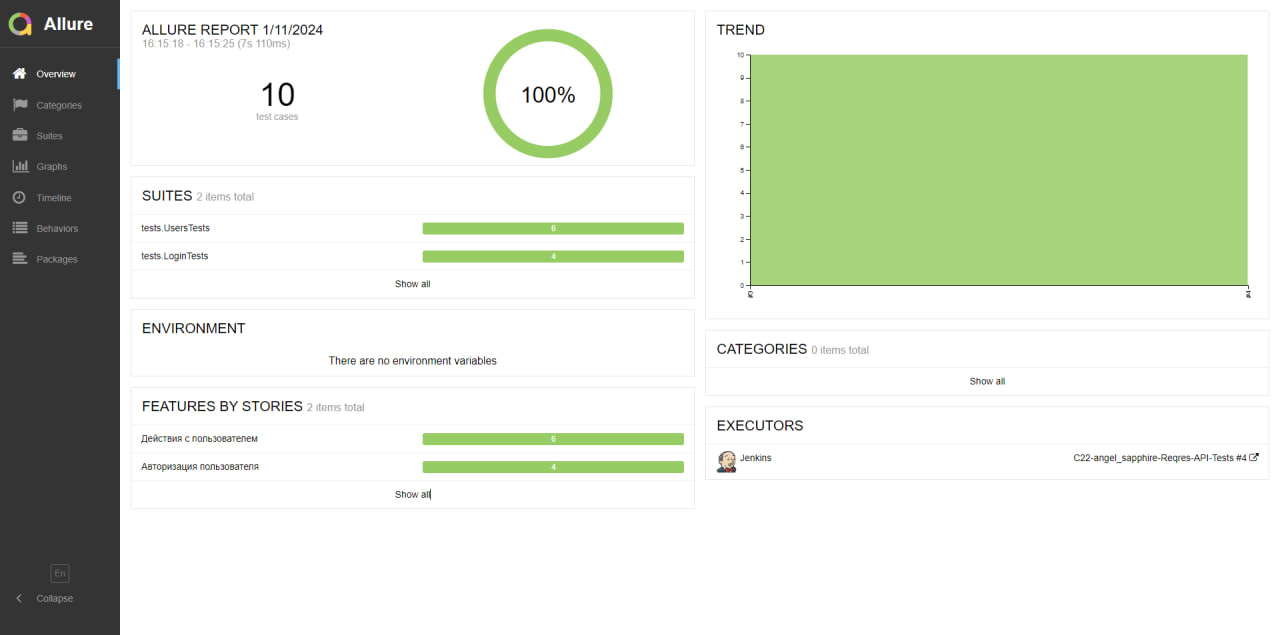 Allure
Overview
Categories
Suites
Graphs
Timeline
Behaviors
Packages
En
Collapse
ALLURE REPORT 1/11/2024
16:15:18 - 16:15:25 (7s 110ms)
10
test cases
100%
SUITES 2 items total
tests.UsersTests 6
tests.LoginTests 4
Show all
ENVIRONMENT
There are no environment variables
FEATURES BY STORIES 2 items total
Действия с пользователем 6
Авторизация пользователя 4
Show all
TREND
10
9
8
7
6
5
4
3
2
1
0
#3 #4
CATEGORIES 0 items total
Show all
EXECUTORS
Jenkins C22-angel_sapphire-Reqres-API-Tests #4